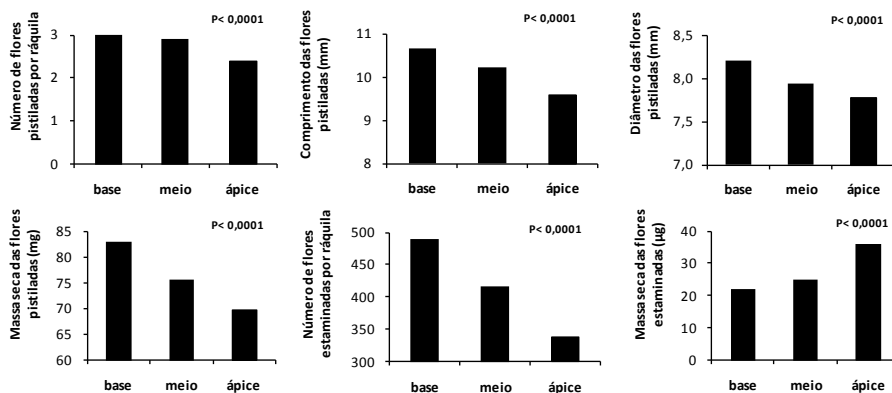 P< 0,0001
Número de flores
pistiladas por ráquila
3
2
1
0
base meio ápice
P< 0,0001
Comprimento das flores
pistiladas (mm)
11
10
9
8
base meio ápice
P< 0,0001
Diâmetro das flores
pistiladas (mm)
8,5
8,0
7,5
7,0
base meio ápice
P< 0,0001
Massa seca das flores
pistiladas (mg)
85
80
75
70
65
60
base meio ápice
P< 0,0001
Número de flores
estaminadas por ráquila
500
450
400
350
300
base meio ápice
P< 0,0001
Massa seca das flores
estaminadas (µg)
40
30
20
10
0
base meio ápice